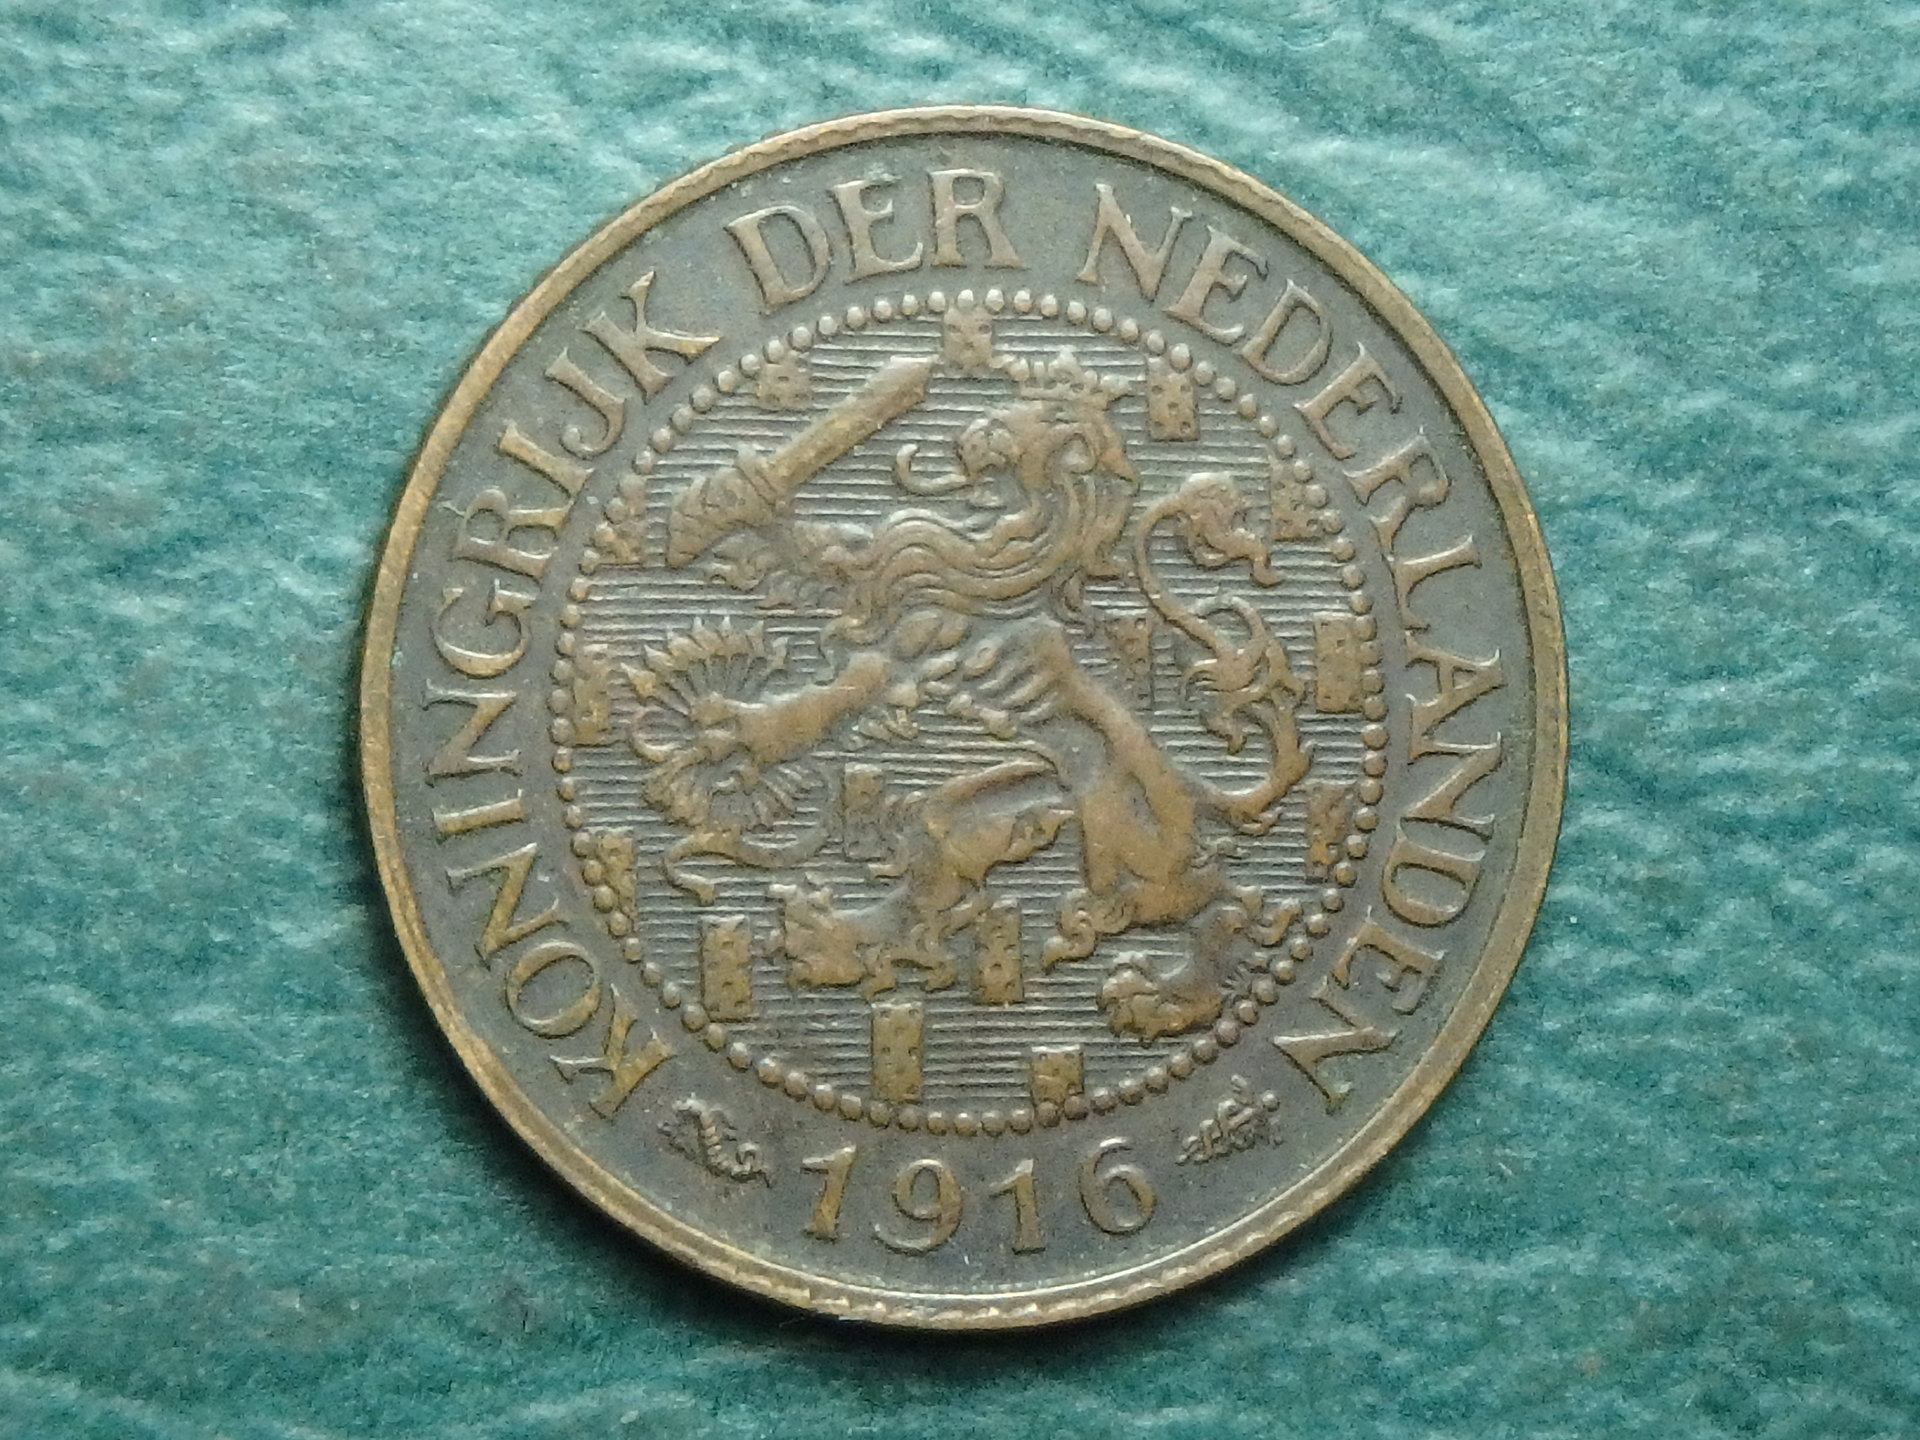 KONINGRIJK DER NEDERLANDEN
1916